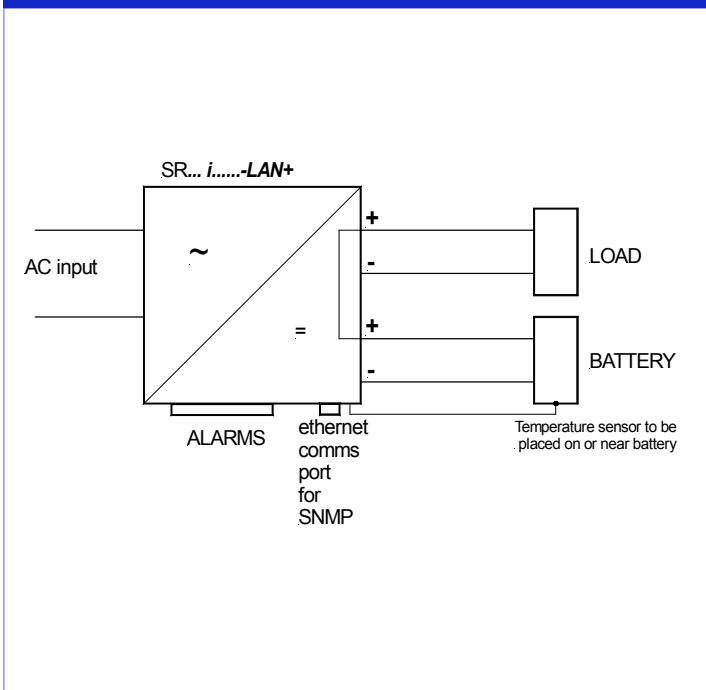 SR... i......-LAN+
+
~
AC input
-
LOAD
=
+
BATTERY
-
ALARMS
ethernet
comms
port
for
SNMP
Temperature sensor to be
placed on or near battery